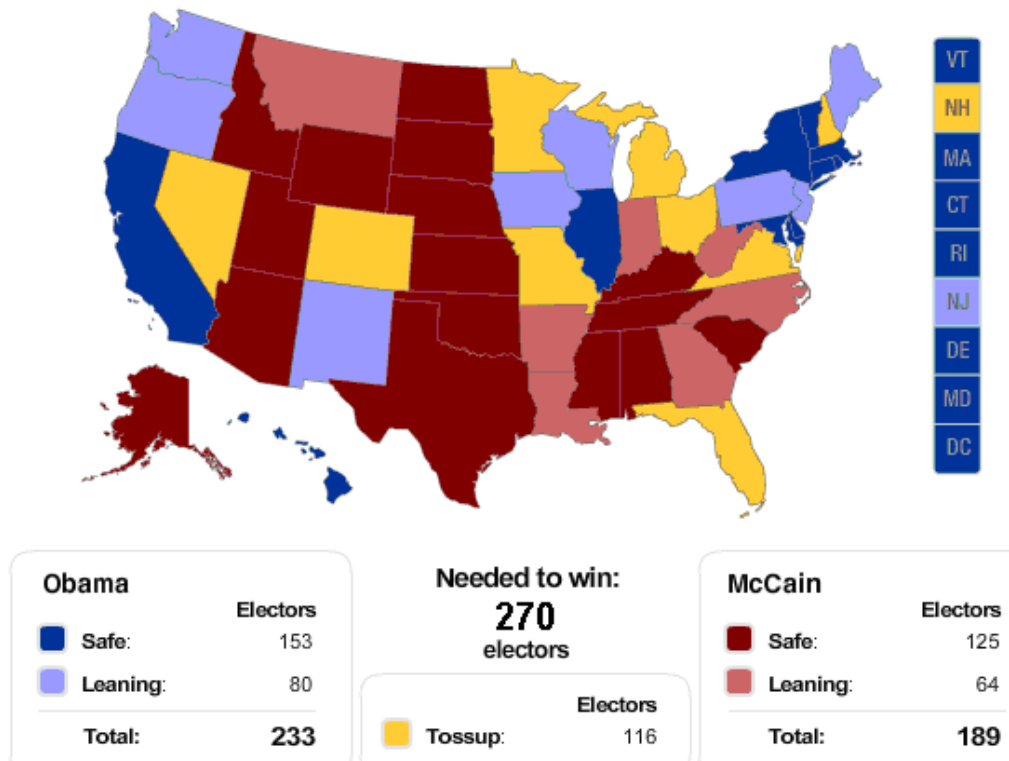 VT
NH
MA
CT
RI
NJ
DE
MD
DC
Obama
Electors
Safe: 153
Leaning: 80
Total: 233
Needed to win:
270
electors
Electors
Tossup: 116
McCain
Electors
Safe: 125
Leaning: 64
Total: 189